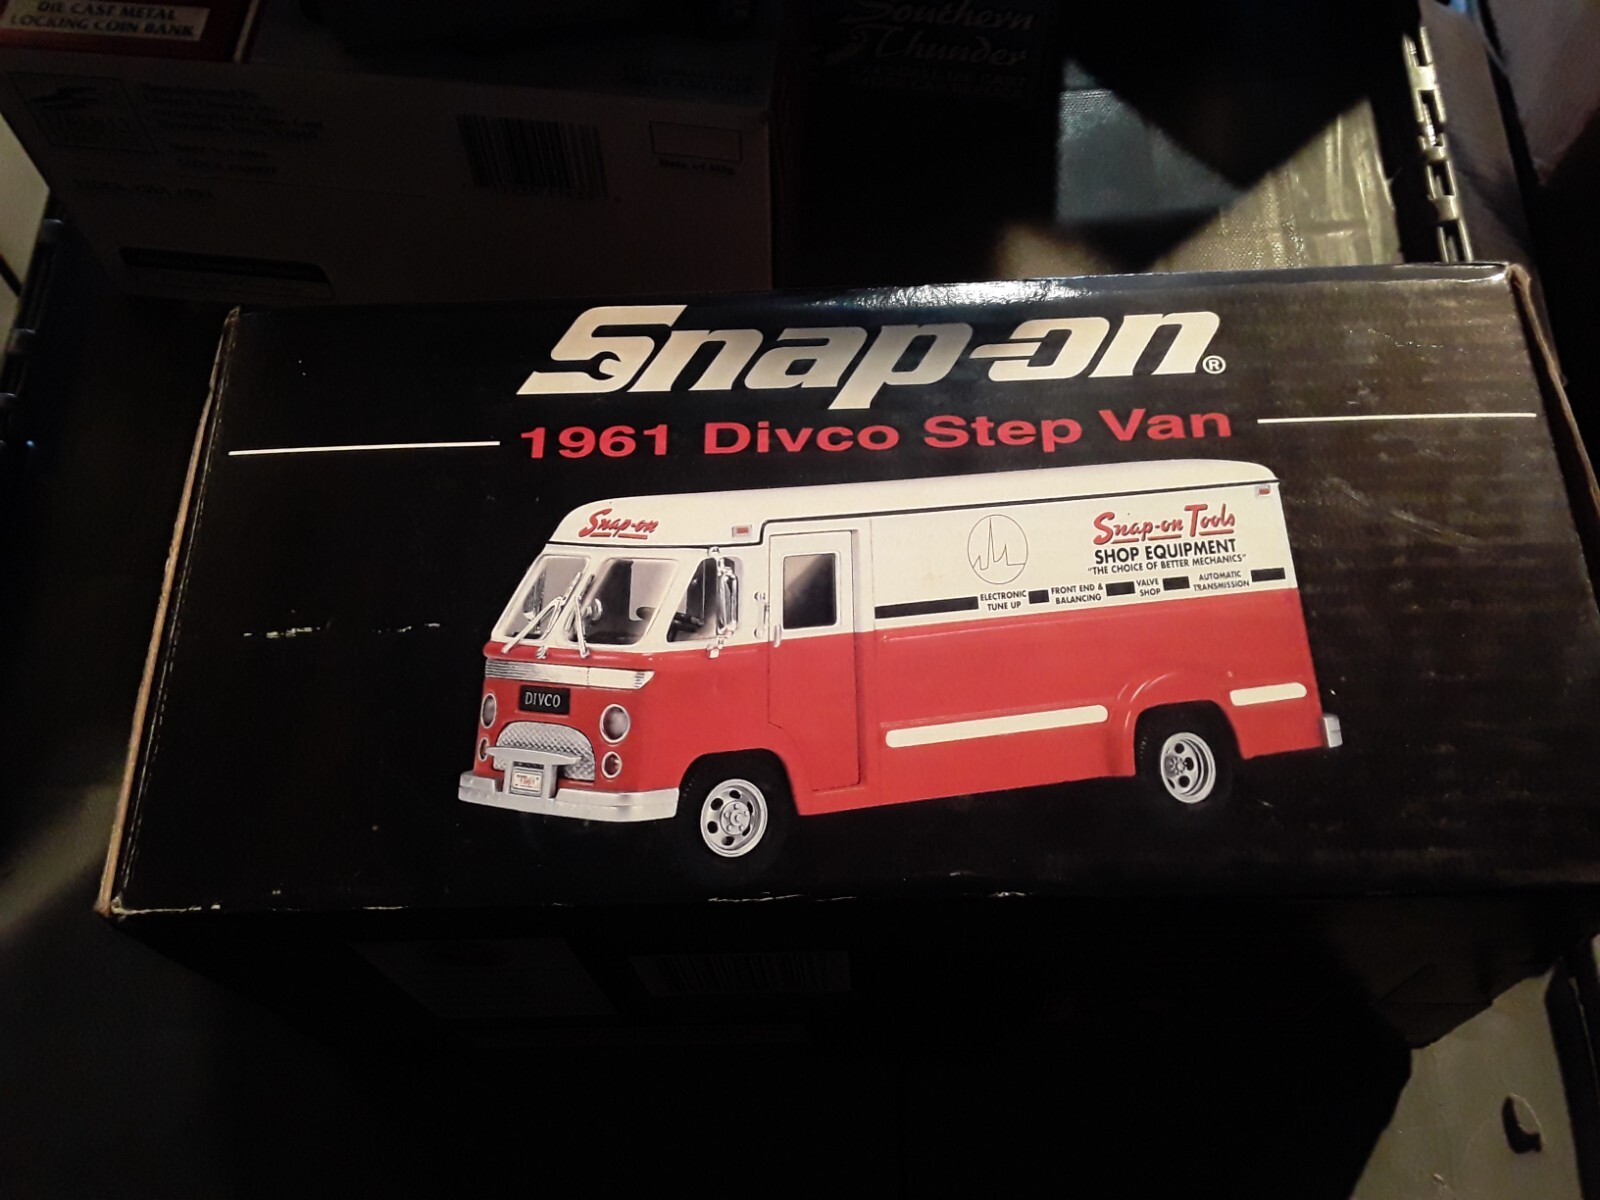 DIE CAST METAL
LOCKING COIN BANK
Southern
Thunder
Snap-on®
1961 Divco Step Van
Snap-on
Snap-on Tools
SHOP EQUIPMENT
"THE CHOICE OF BETTER MECHANICS"
ELECTRONIC
TUNE UP
FRONT END &
BALANCING
VALVE
SHOP
AUTOMATIC
TRANSMISSION
DIVCO